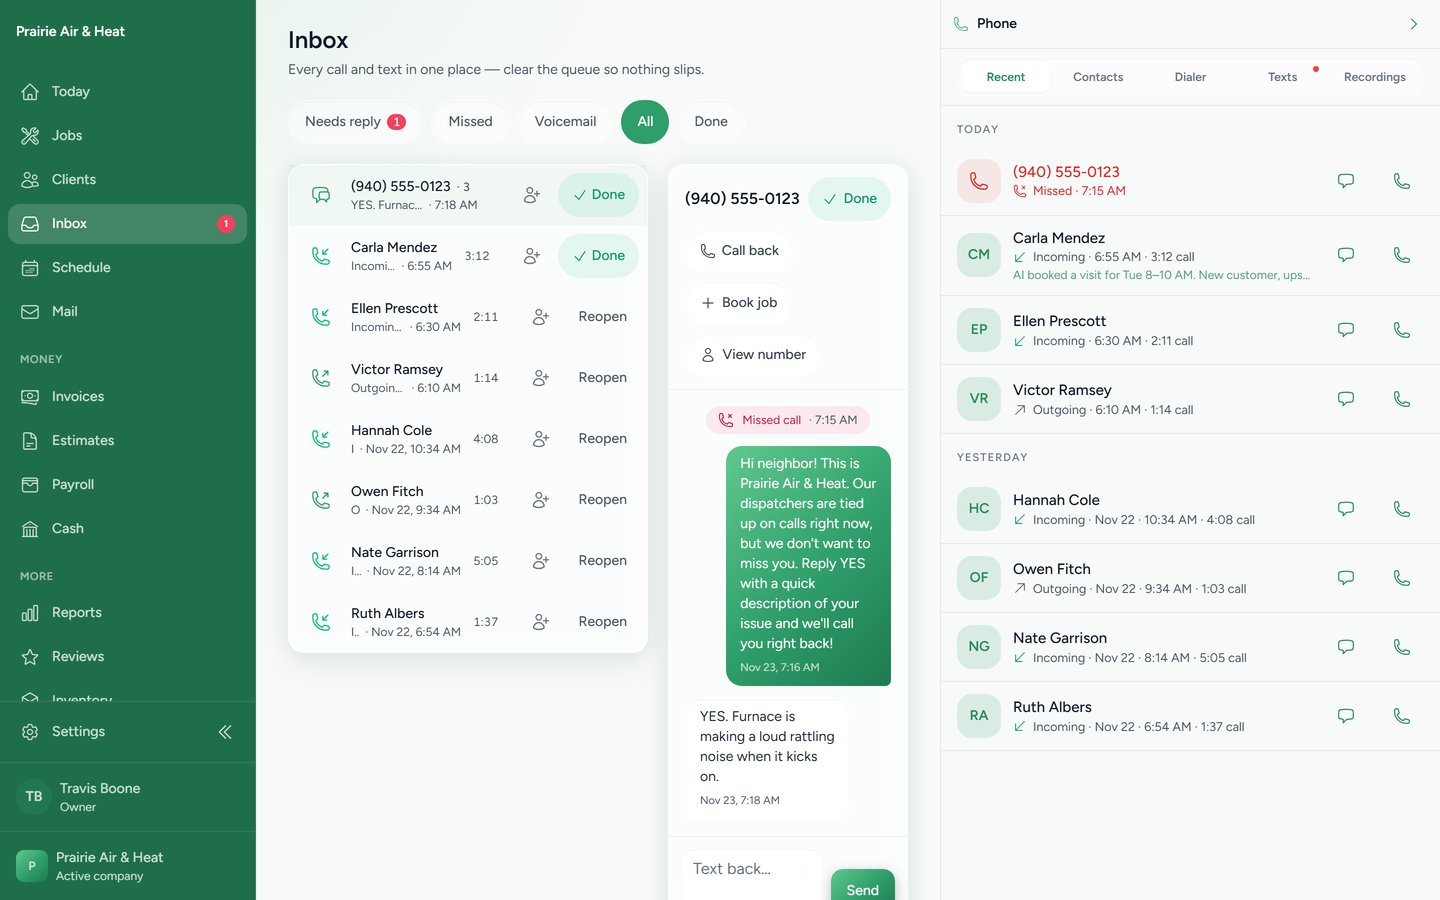 Prairie Air & Heat
Today
Jobs
Clients
Inbox
1
Schedule
Mail
MONEY
Invoices
Estimates
Payroll
Cash
MORE
Reports
Reviews
Inventory
Settings
TB
Travis Boone
Owner
P
Prairie Air & Heat
Active company
Inbox
Every call and text in one place — clear the queue so nothing slips.
Needs reply 1
Missed
Voicemail
All
Done
(940) 555-0123 · 3
YES. Furnac... · 7:18 AM
Done
Carla Mendez
Incomi... · 6:55 AM
3:12
Done
Ellen Prescott
Incomin... · 6:30 AM
2:11
Reopen
Victor Ramsey
Outgoin... · 6:10 AM
1:14
Reopen
Hannah Cole
I · Nov 22, 10:34 AM
4:08
Reopen
Owen Fitch
O · Nov 22, 9:34 AM
1:03
Reopen
Nate Garrison
I... · Nov 22, 8:14 AM
5:05
Reopen
Ruth Albers
I.. · Nov 22, 6:54 AM
1:37
Reopen
(940) 555-0123
Done
Call back
Book job
View number
Missed call · 7:15 AM
Hi neighbor! This is
Prairie Air & Heat. Our
dispatchers are tied
up on calls right now,
but we don't want to
miss you. Reply YES
with a quick
description of your
issue and we'll call
you right back!
Nov 23, 7:16 AM
YES. Furnace is
making a loud rattling
noise when it kicks
on.
Nov 23, 7:18 AM
Text back...
Send
Phone
Recent
Contacts
Dialer
Texts
Recordings
TODAY
(940) 555-0123
Missed · 7:15 AM
CM
Carla Mendez
Incoming · 6:55 AM · 3:12 call
AI booked a visit for Tue 8–10 AM. New customer, ups...
EP
Ellen Prescott
Incoming · 6:30 AM · 2:11 call
VR
Victor Ramsey
Outgoing · 6:10 AM · 1:14 call
YESTERDAY
HC
Hannah Cole
Incoming · Nov 22 · 10:34 AM · 4:08 call
OF
Owen Fitch
Outgoing · Nov 22 · 9:34 AM · 1:03 call
NG
Nate Garrison
Incoming · Nov 22 · 8:14 AM · 5:05 call
RA
Ruth Albers
Incoming · Nov 22 · 6:54 AM · 1:37 call